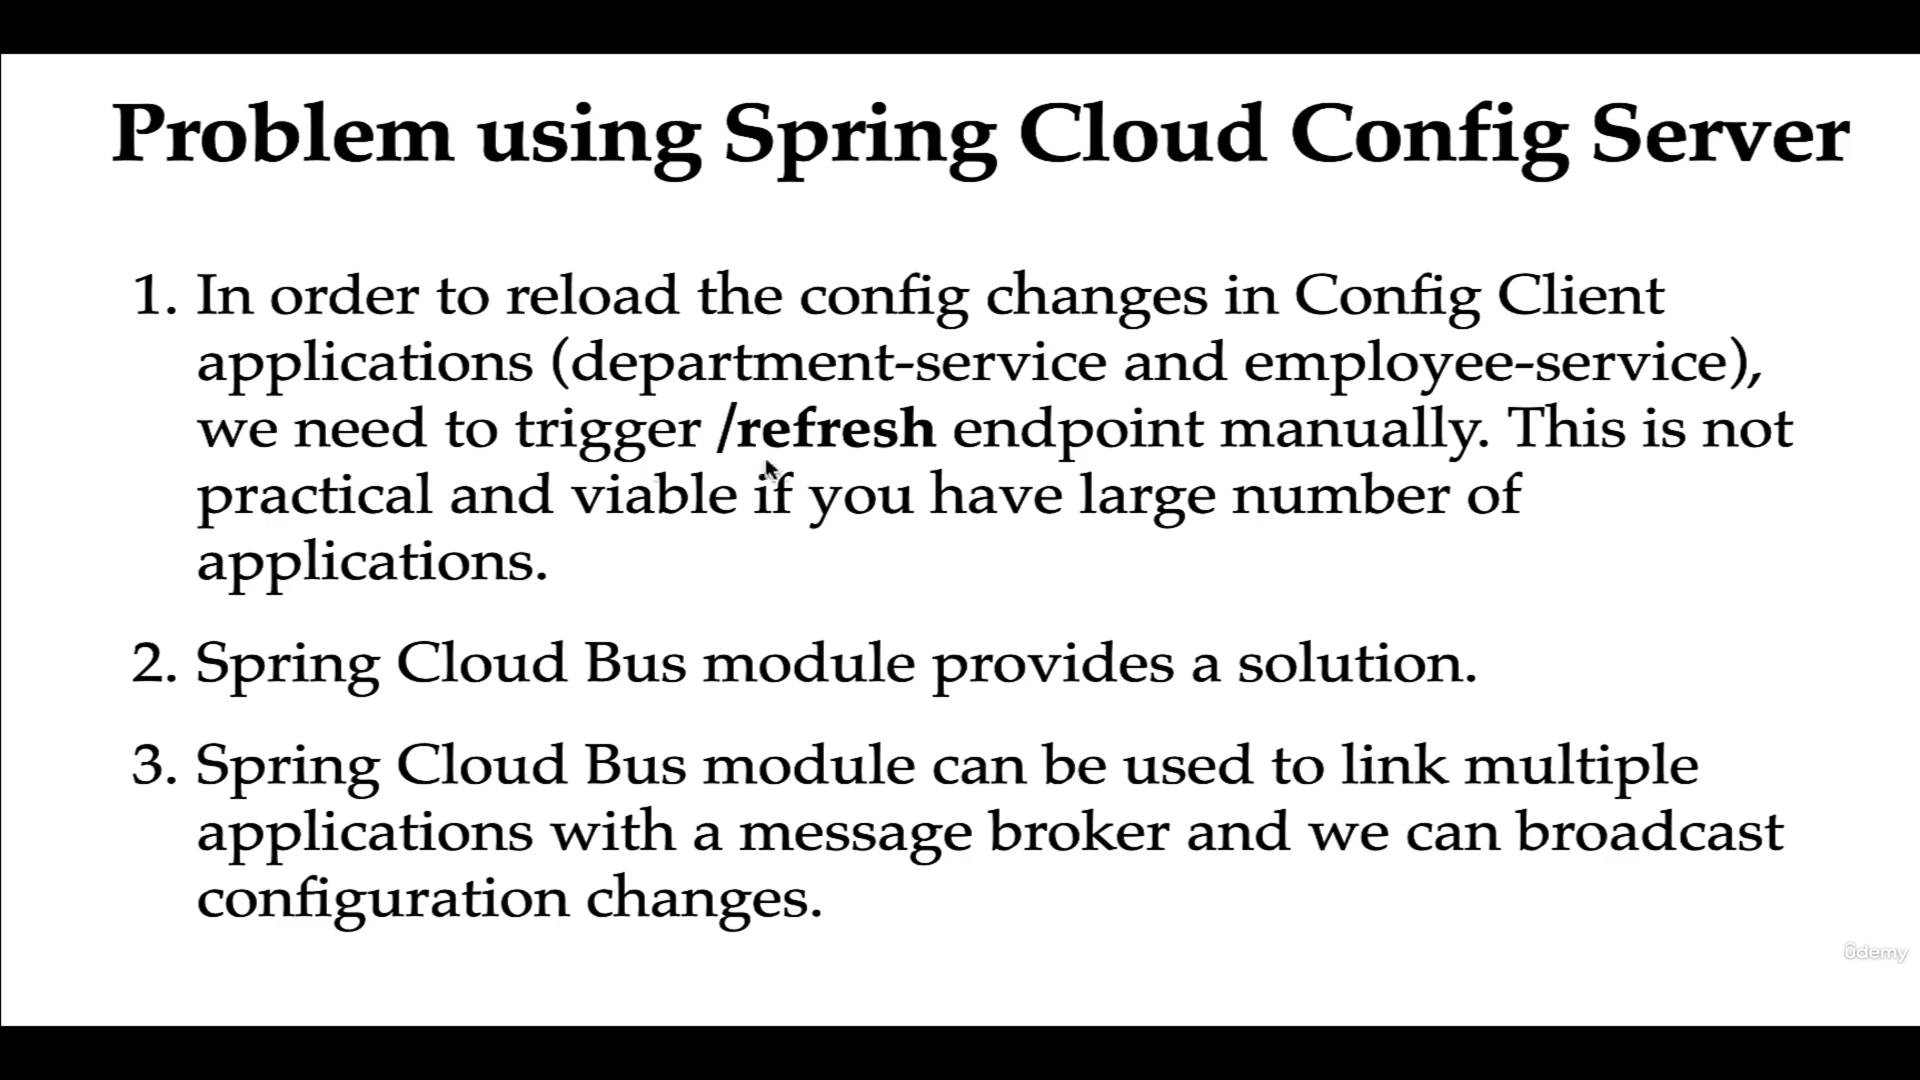 Problem using Spring Cloud Config Server
1. In order to reload the config changes in Config Client
applications (department-service and employee-service),
we need to trigger /refresh endpoint manually. This is not
practical and viable if you have large number of
applications.
2. Spring Cloud Bus module provides a solution.
3. Spring Cloud Bus module can be used to link multiple
applications with a message broker and we can broadcast
configuration changes.
ûdemy